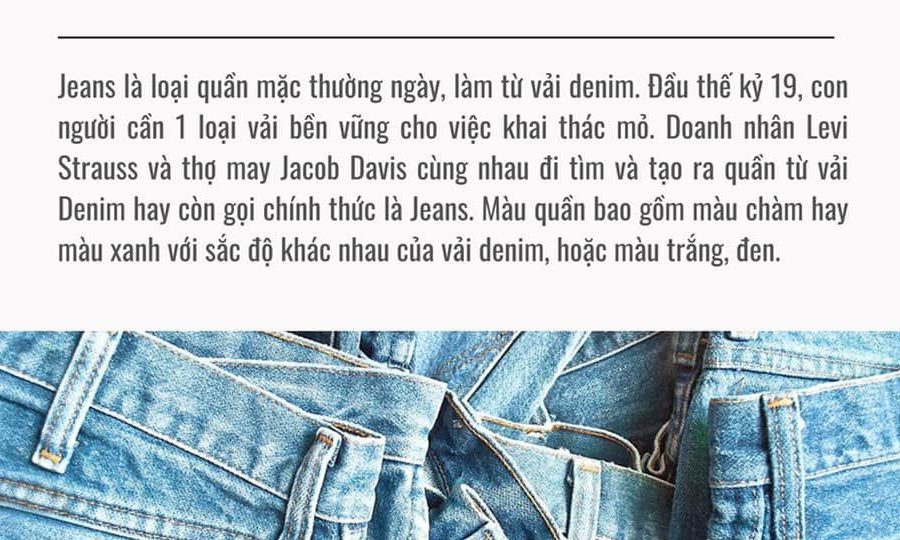 Jeans là loại quần mặc thường ngày, làm từ vải denim. Đầu thế kỷ 19, con
người cần 1 loại vải bền vững cho việc khai thác mỏ. Doanh nhân Levi
Strauss và thợ may Jacob Davis cùng nhau đi tìm và tạo ra quần từ vải
Denim hay còn gọi chính thức là Jeans. Màu quần bao gồm màu chàm hay
màu xanh với sắc độ khác nhau của vải denim, hoặc màu trắng, đen.